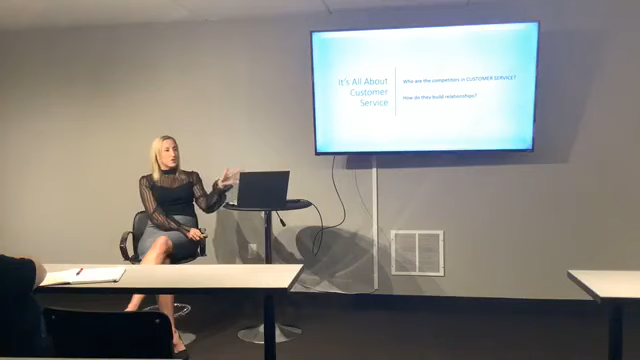 It's All About
Customer
Service
Who are the competitors in CUSTOMER SERVICE?
How do they build relationships?